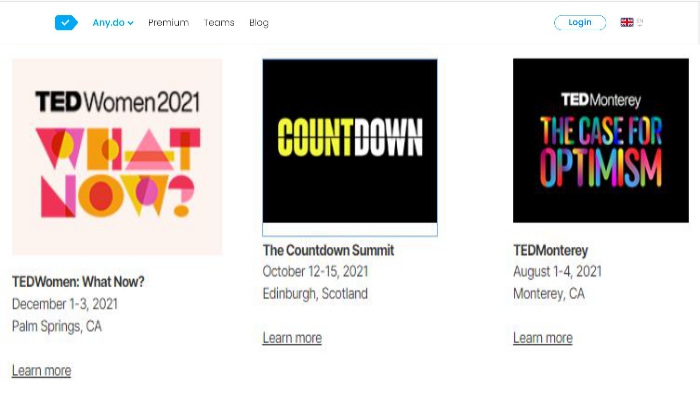 Any.do
Premium
Teams
Blog
Login
EN
TEDWomen2021
WHAT
NOW?
TEDWomen: What Now?
December 1-3, 2021
Palm Springs, CA
Learn more
COUNTDOWN
The Countdown Summit
October 12-15, 2021
Edinburgh, Scotland
Learn more
TEDMonterey
THE CASE FOR
OPTIMISM
TEDMonterey
August 1-4, 2021
Monterey, CA
Learn more